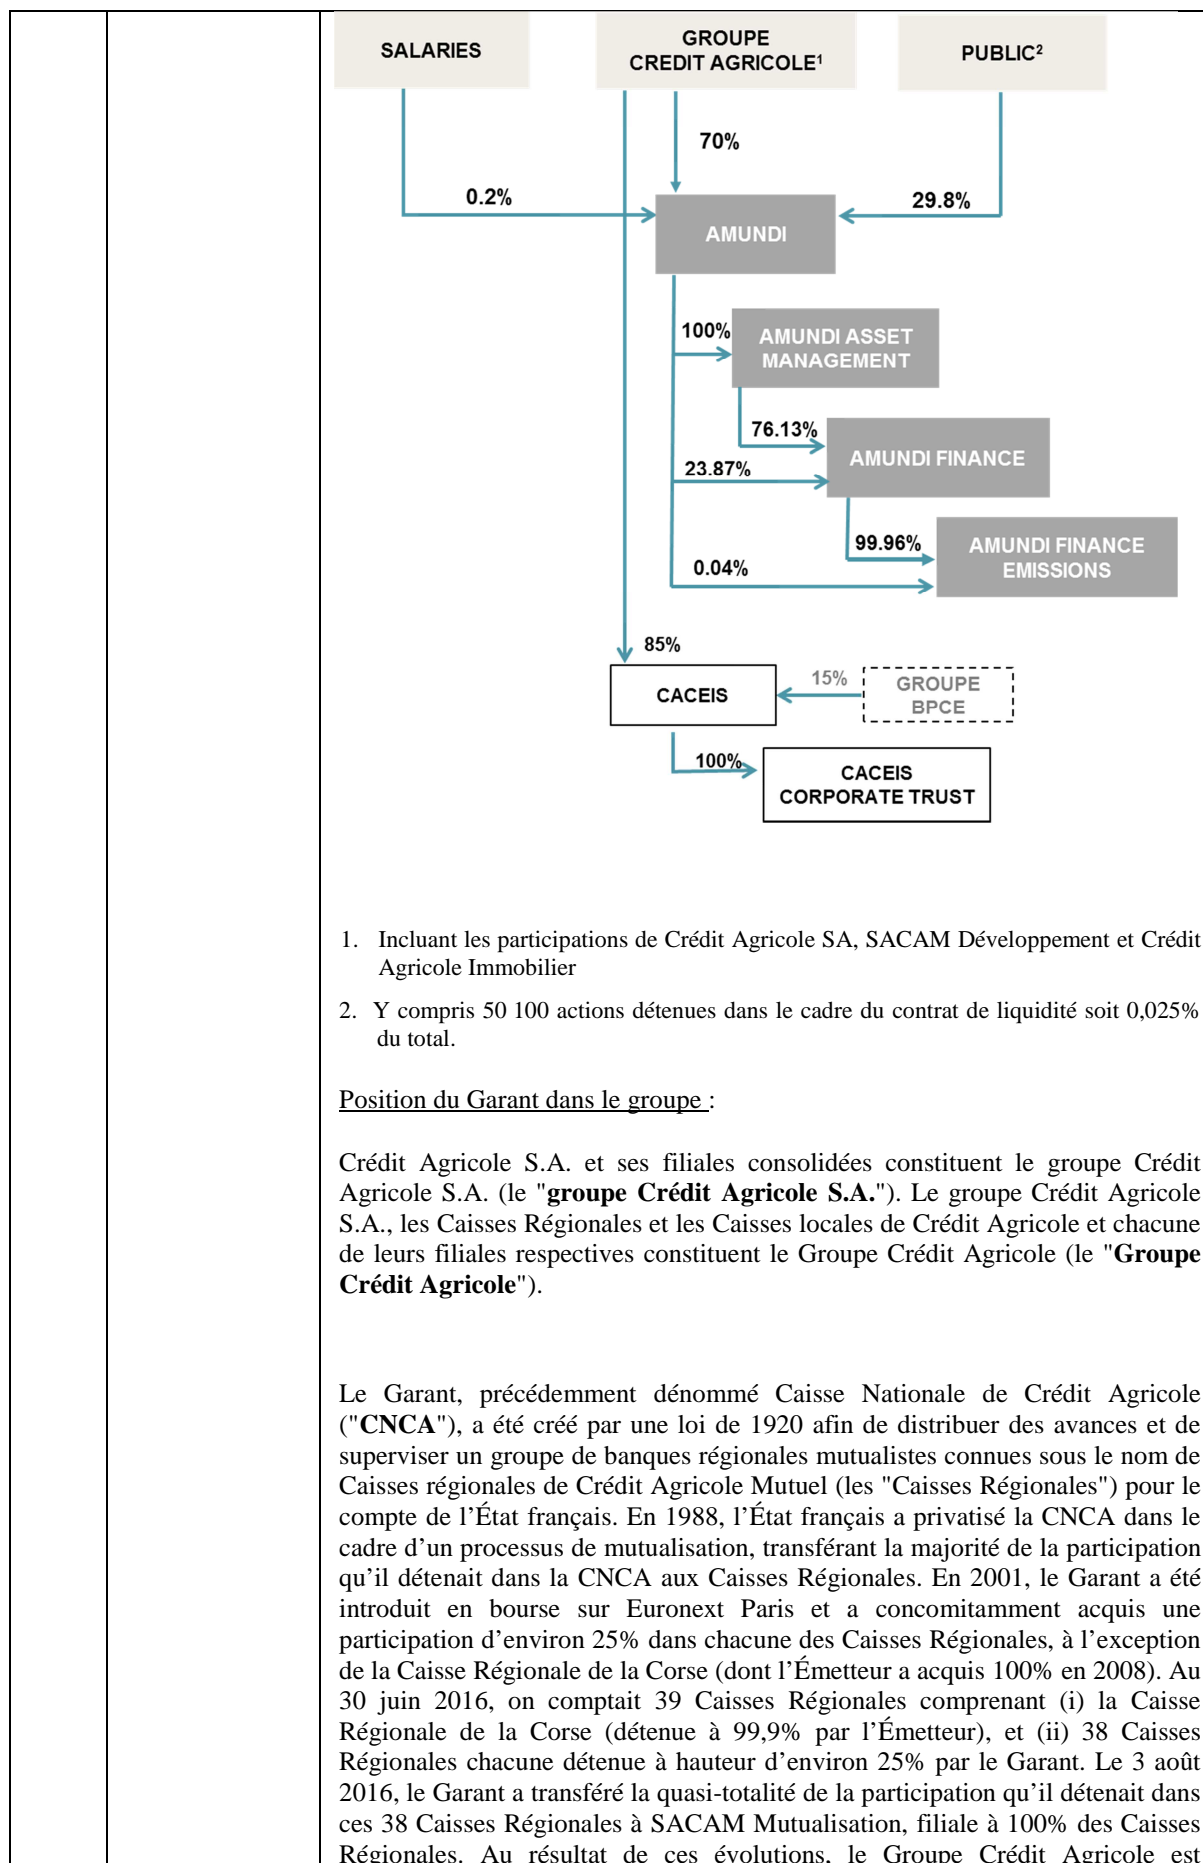 SALARIES
GROUPE
CREDIT AGRICOLE¹
PUBLIC²
70%
0.2%
29.8%
AMUNDI
100%
AMUNDI ASSET
MANAGEMENT
76.13%
AMUNDI FINANCE
23.87%
99.96%
AMUNDI FINANCE
EMISSIONS
0.04%
85%
CACEIS
15%
GROUPE
BPCE
100%
CACEIS
CORPORATE TRUST
1. Incluant les participations de Crédit Agricole SA, SACAM Développement et Crédit
Agricole Immobilier
2. Y compris 50 100 actions détenues dans le cadre du contrat de liquidité soit 0,025%
du total.
Position du Garant dans le groupe :
Crédit Agricole S.A. et ses filiales consolidées constituent le groupe Crédit
Agricole S.A. (le "groupe Crédit Agricole S.A."). Le groupe Crédit Agricole
S.A., les Caisses Régionales et les Caisses locales de Crédit Agricole et chacune
de leurs filiales respectives constituent le Groupe Crédit Agricole (le "Groupe
Crédit Agricole").
Le Garant, précédemment dénommé Caisse Nationale de Crédit Agricole
("CNCA"), a été créé par une loi de 1920 afin de distribuer des avances et de
superviser un groupe de banques régionales mutualistes connues sous le nom de
Caisses régionales de Crédit Agricole Mutuel (les "Caisses Régionales") pour le
compte de l’État français. En 1988, l’État français a privatisé la CNCA dans le
cadre d’un processus de mutualisation, transférant la majorité de la participation
qu’il détenait dans la CNCA aux Caisses Régionales. En 2001, le Garant a été
introduit en bourse sur Euronext Paris et a concomitamment acquis une
participation d’environ 25% dans chacune des Caisses Régionales, à l’exception
de la Caisse Régionale de la Corse (dont l’Émetteur a acquis 100% en 2008). Au
30 juin 2016, on comptait 39 Caisses Régionales comprenant (i) la Caisse
Régionale de la Corse (détenue à 99,9% par l’Émetteur), et (ii) 38 Caisses
Régionales chacune détenue à hauteur d’environ 25% par le Garant. Le 3 août
2016, le Garant a transféré la quasi-totalité de la participation qu’il détenait dans
ces 38 Caisses Régionales à SACAM Mutualisation, filiale à 100% des Caisses
Régionales. Au résultat de ces évolutions, le Groupe Crédit Agricole est